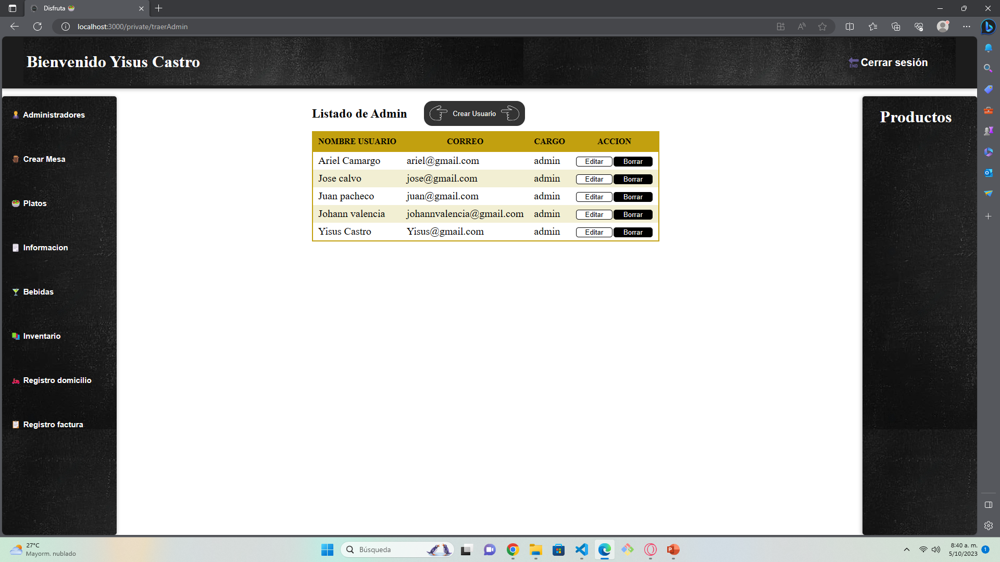 Disfruta
localhost:3000/private/traerAdmin
Bienvenido Yisus Castro
END Cerrar sesión
Administradores
Crear Mesa
Platos
Informacion
Bebidas
Inventario
Registro domicilio
Registro factura
Listado de Admin
Crear Usuario
NOMBRE USUARIO CORREO CARGO ACCION
Ariel Camargo ariel@gmail.com admin Editar Borrar
Jose calvo jose@gmail.com admin Editar Borrar
Juan pacheco juan@gmail.com admin Editar Borrar
Johann valencia johannvalencia@gmail.com admin Editar Borrar
Yisus Castro Yisus@gmail.com admin Editar Borrar
Productos
27°C
Mayorm. nublado
Búsqueda
8:40 a. m.
5/10/2023
1